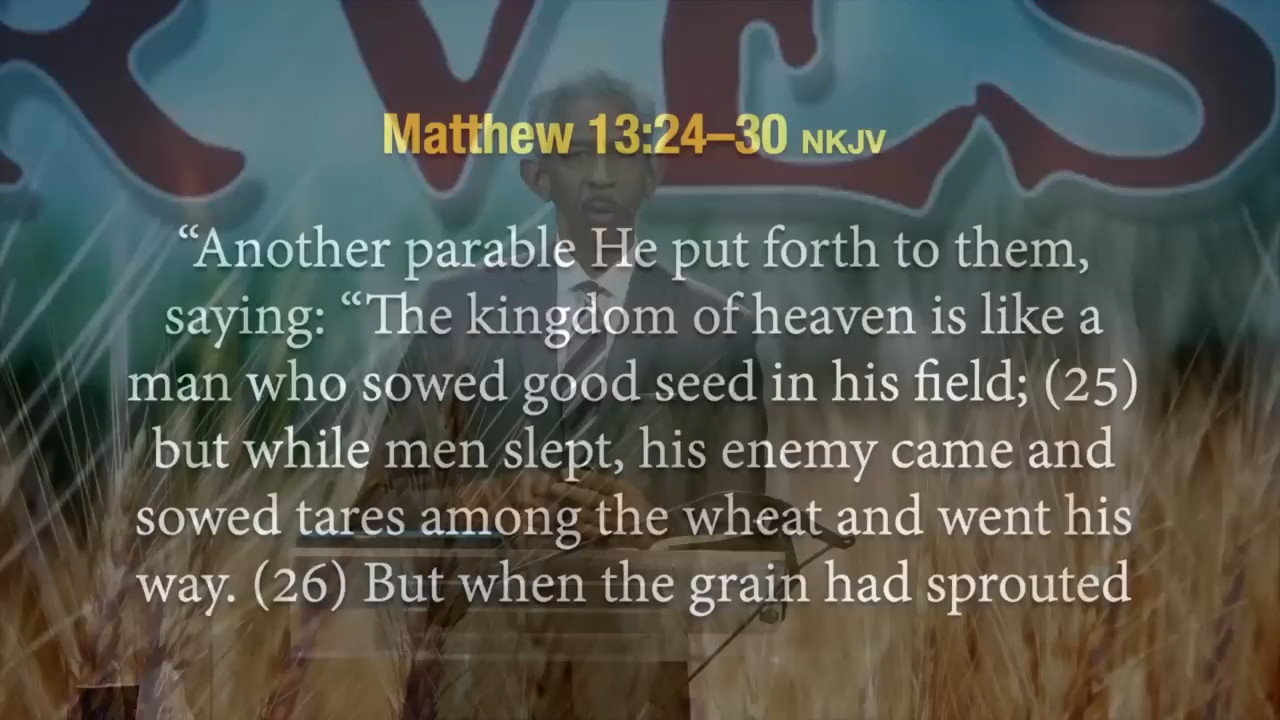 RVES
Matthew 13:24–30 NKJV
“Another parable He put forth to them,
saying: “The kingdom of heaven is like a
man who sowed good seed in his field; (25)
but while men slept, his enemy came and
sowed tares among the wheat and went his
way. (26) But when the grain had sprouted